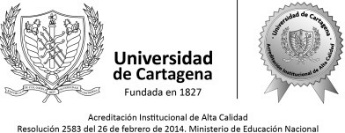 Universidad
de Cartagena
Fundada en 1827
Universidad de Cartagena
Acreditación Institucional de Alta Calidad
Acreditación Institucional de Alta Calidad
Resolución 2583 del 26 de febrero de 2014. Ministerio de Educación Nacional